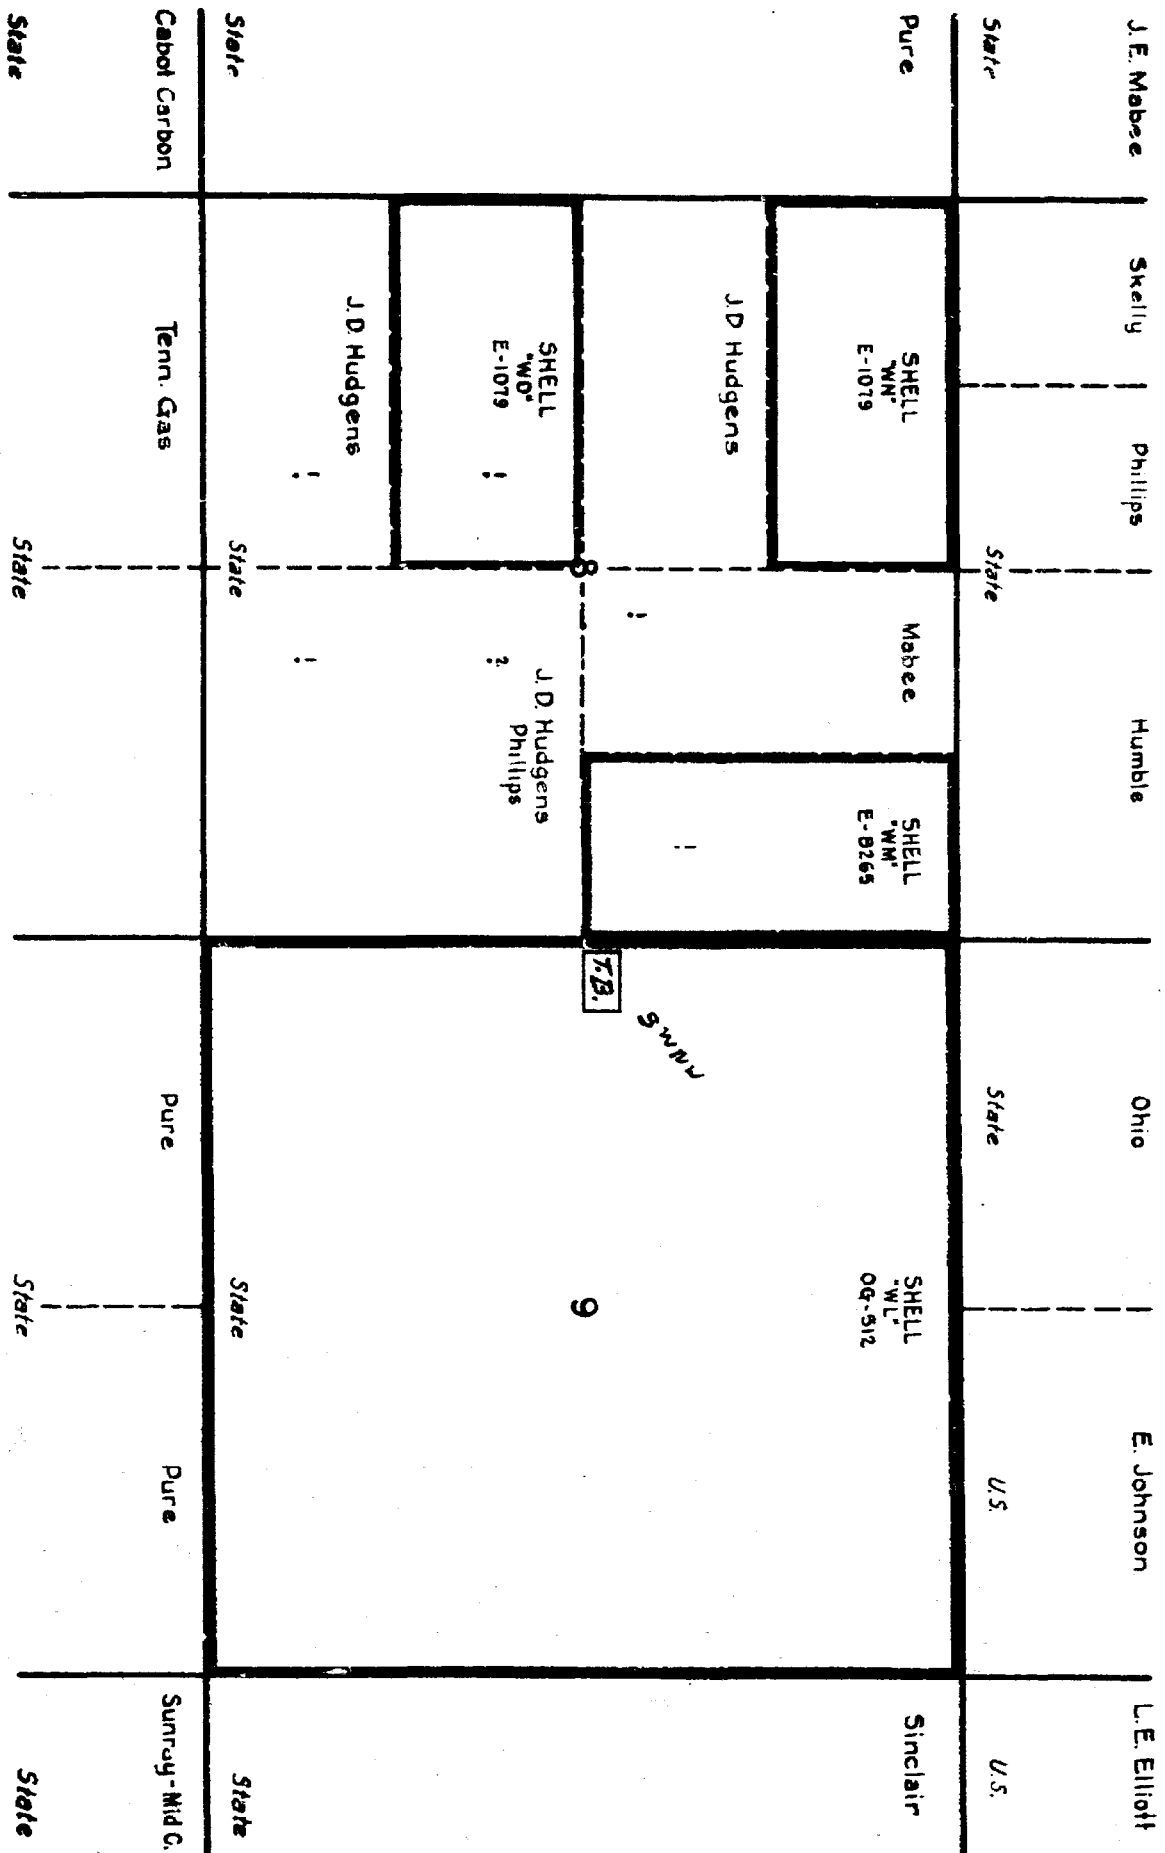 J. E. Mabee
Skelly
Phillips
Humble
Ohio
E. Johnson
L. E. Elliott
State
State
State
U.S.
U.S.
Pure
SHELL
"WN"
E-1079
Mabee
SHELL
"WM"
E-8265
SHELL
"WL"
OG-512
Sinclair
J.D Hudgens
SWNW
T.B.
8
9
SHELL
"WO"
E-1079
J.D. Hudgens
Phillips
J.D. Hudgens
State
State
State
State
Cabot Carbon
Tenn. Gas
Pure
Pure
Sunray-Mid C.
State
State
State
State